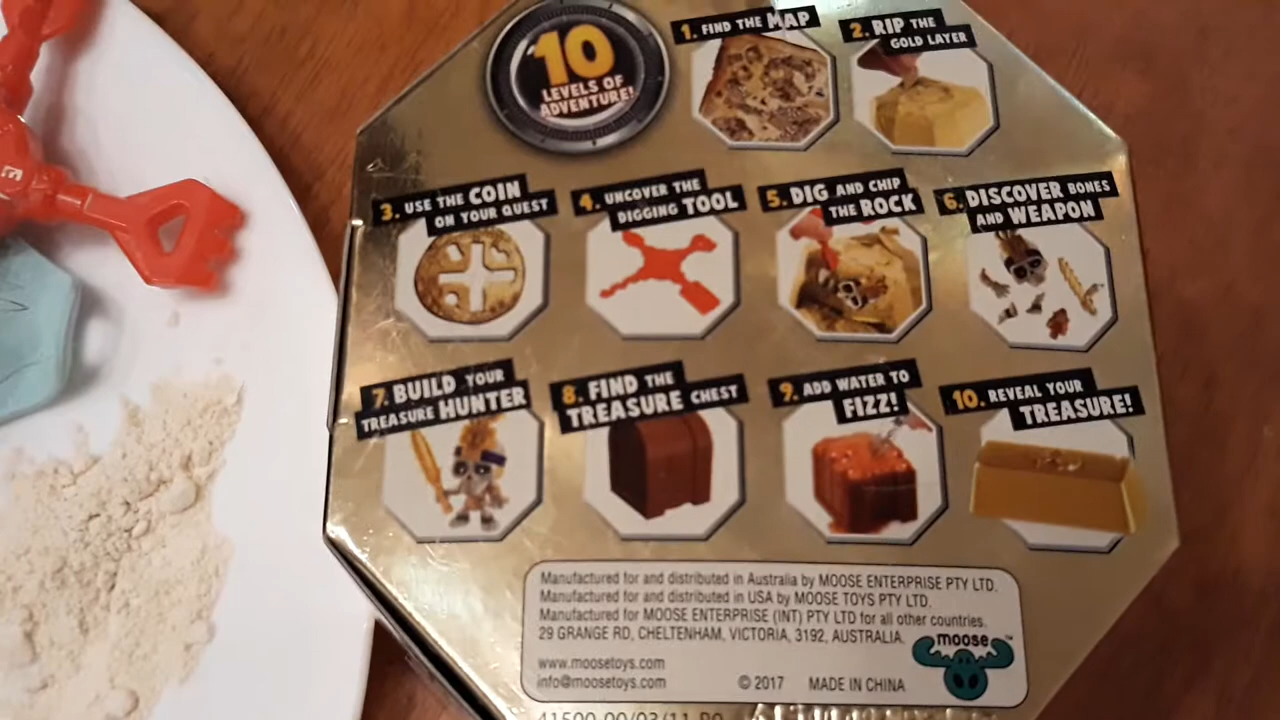 10
LEVELS OF
ADVENTURE!
1. FIND THE MAP
2. RIP THE
GOLD LAYER
3. USE THE COIN
ON YOUR QUEST
4. UNCOVER THE
DIGGING TOOL
5. DIG AND CHIP
THE ROCK
6. DISCOVER BONES
AND WEAPON
7. BUILD YOUR
TREASURE HUNTER
8. FIND THE
TREASURE CHEST
9. ADD WATER TO
FIZZ!
10. REVEAL YOUR
TREASURE!
Manufactured for and distributed in Australia by MOOSE ENTERPRISE PTY LTD.
Manufactured for and distributed in USA by MOOSE TOYS PTY LTD.
Manufactured for MOOSE ENTERPRISE (INT) PTY LTD for all other countries.
29 GRANGE RD, CHELTENHAM, VICTORIA, 3192, AUSTRALIA.
moose™
www.moosetoys.com
info@moosetoys.com © 2017 MADE IN CHINA